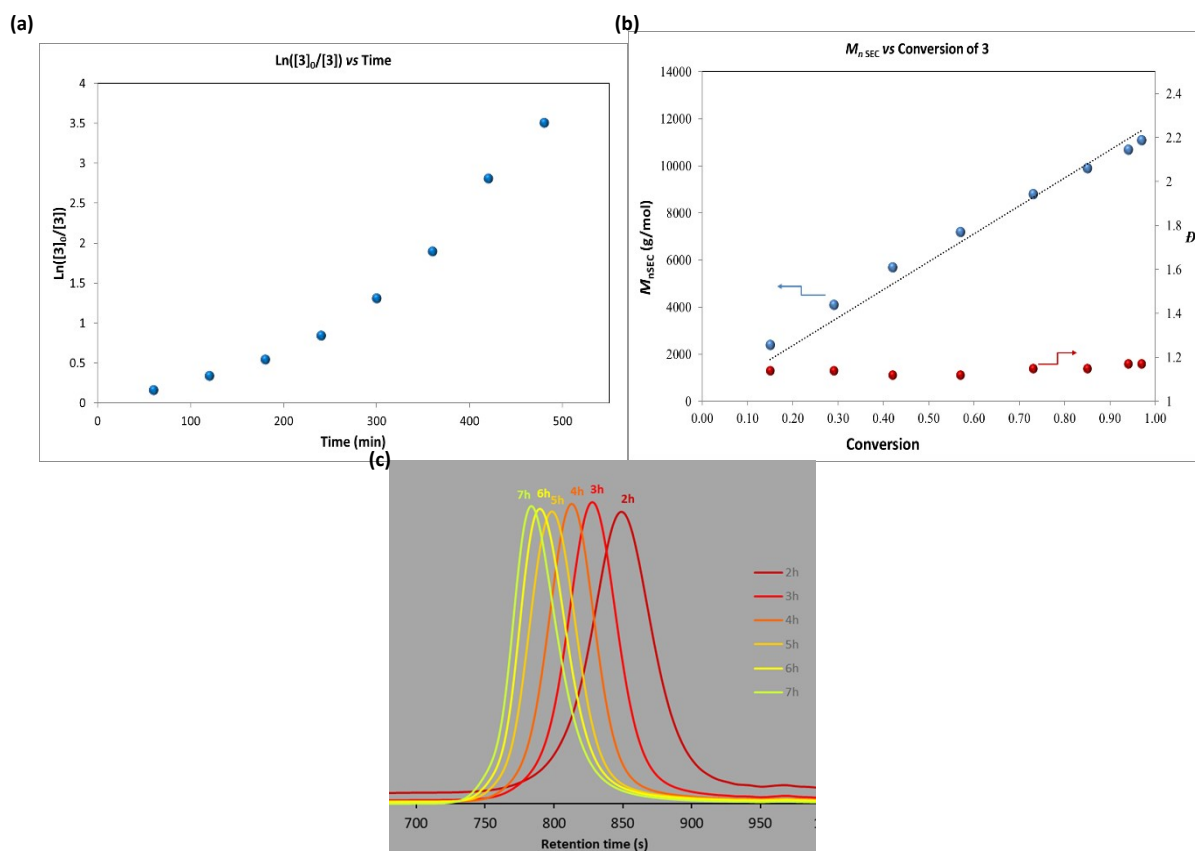 (a)
Ln([3]₀/[3]) vs Time
4
3.5
3
2.5
2
1.5
1
0.5
0
Ln([3]₀/[3])
0 100 200 300 400 500
Time (min)
(b)
Mn SEC vs Conversion of 3
14000
12000
10000
8000
6000
4000
2000
0
MnSEC (g/mol)
2.4
2.2
2
1.8
1.6
1.4
1.2
1
Đ
0.00 0.10 0.20 0.30 0.40 0.50 0.60 0.70 0.80 0.90 1.00
Conversion
(c)
7h 6h 5h 4h 3h 2h
2h
3h
4h
5h
6h
7h
700 750 800 850 900 950
Retention time (s)